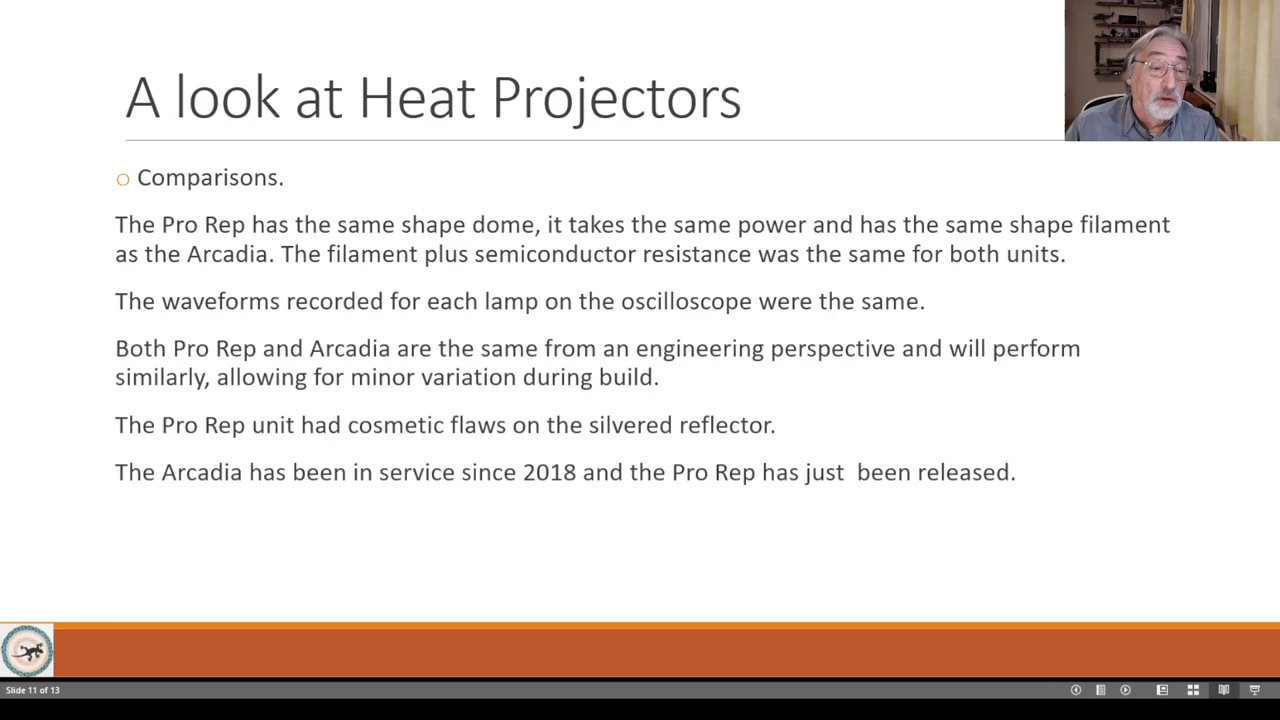 A look at Heat Projectors
o Comparisons.
The Pro Rep has the same shape dome, it takes the same power and has the same shape filament
as the Arcadia. The filament plus semiconductor resistance was the same for both units.
The waveforms recorded for each lamp on the oscilloscope were the same.
Both Pro Rep and Arcadia are the same from an engineering perspective and will perform
similarly, allowing for minor variation during build.
The Pro Rep unit had cosmetic flaws on the silvered reflector.
The Arcadia has been in service since 2018 and the Pro Rep has just  been released.
Slide 11 of 13